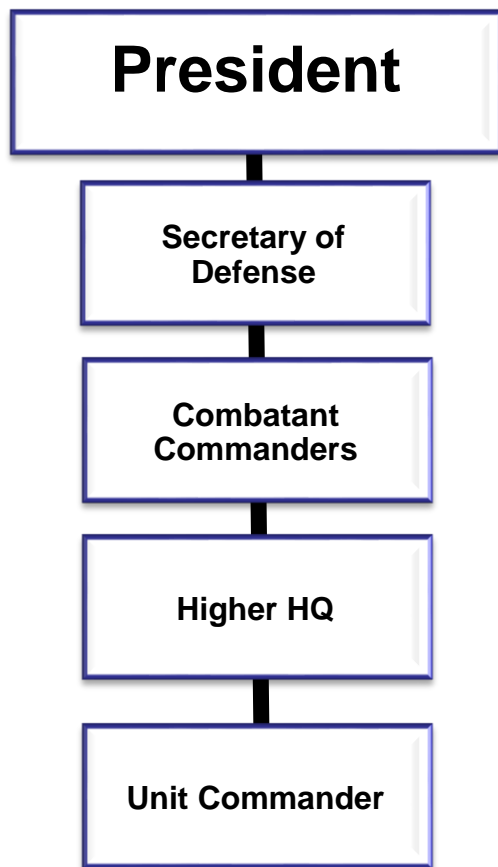 President
Secretary of
Defense
Combatant
Commanders
Higher HQ
Unit Commander